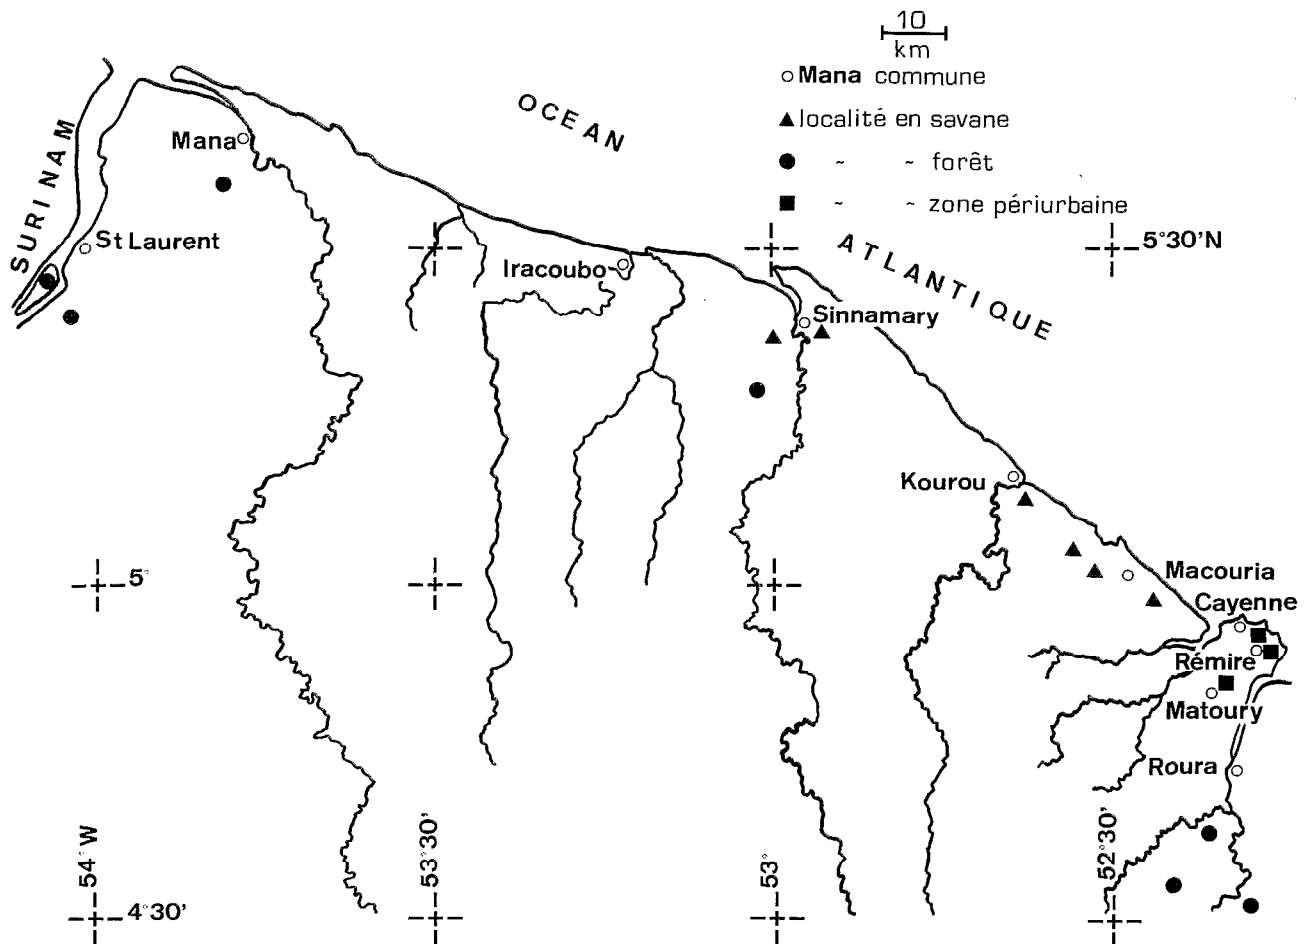 10
km
Mana commune
localité en savane
~ ~ forêt
~ ~ zone périurbaine
OCEAN
ATLANTIQUE
SURINAM
Mana
St Laurent
Iracoubo
Sinnamary
5°30'N
Kourou
5°
Macouria
Cayenne
Rémire
Matoury
Roura
54° W
53°30'
53°
52°30'
4°30'